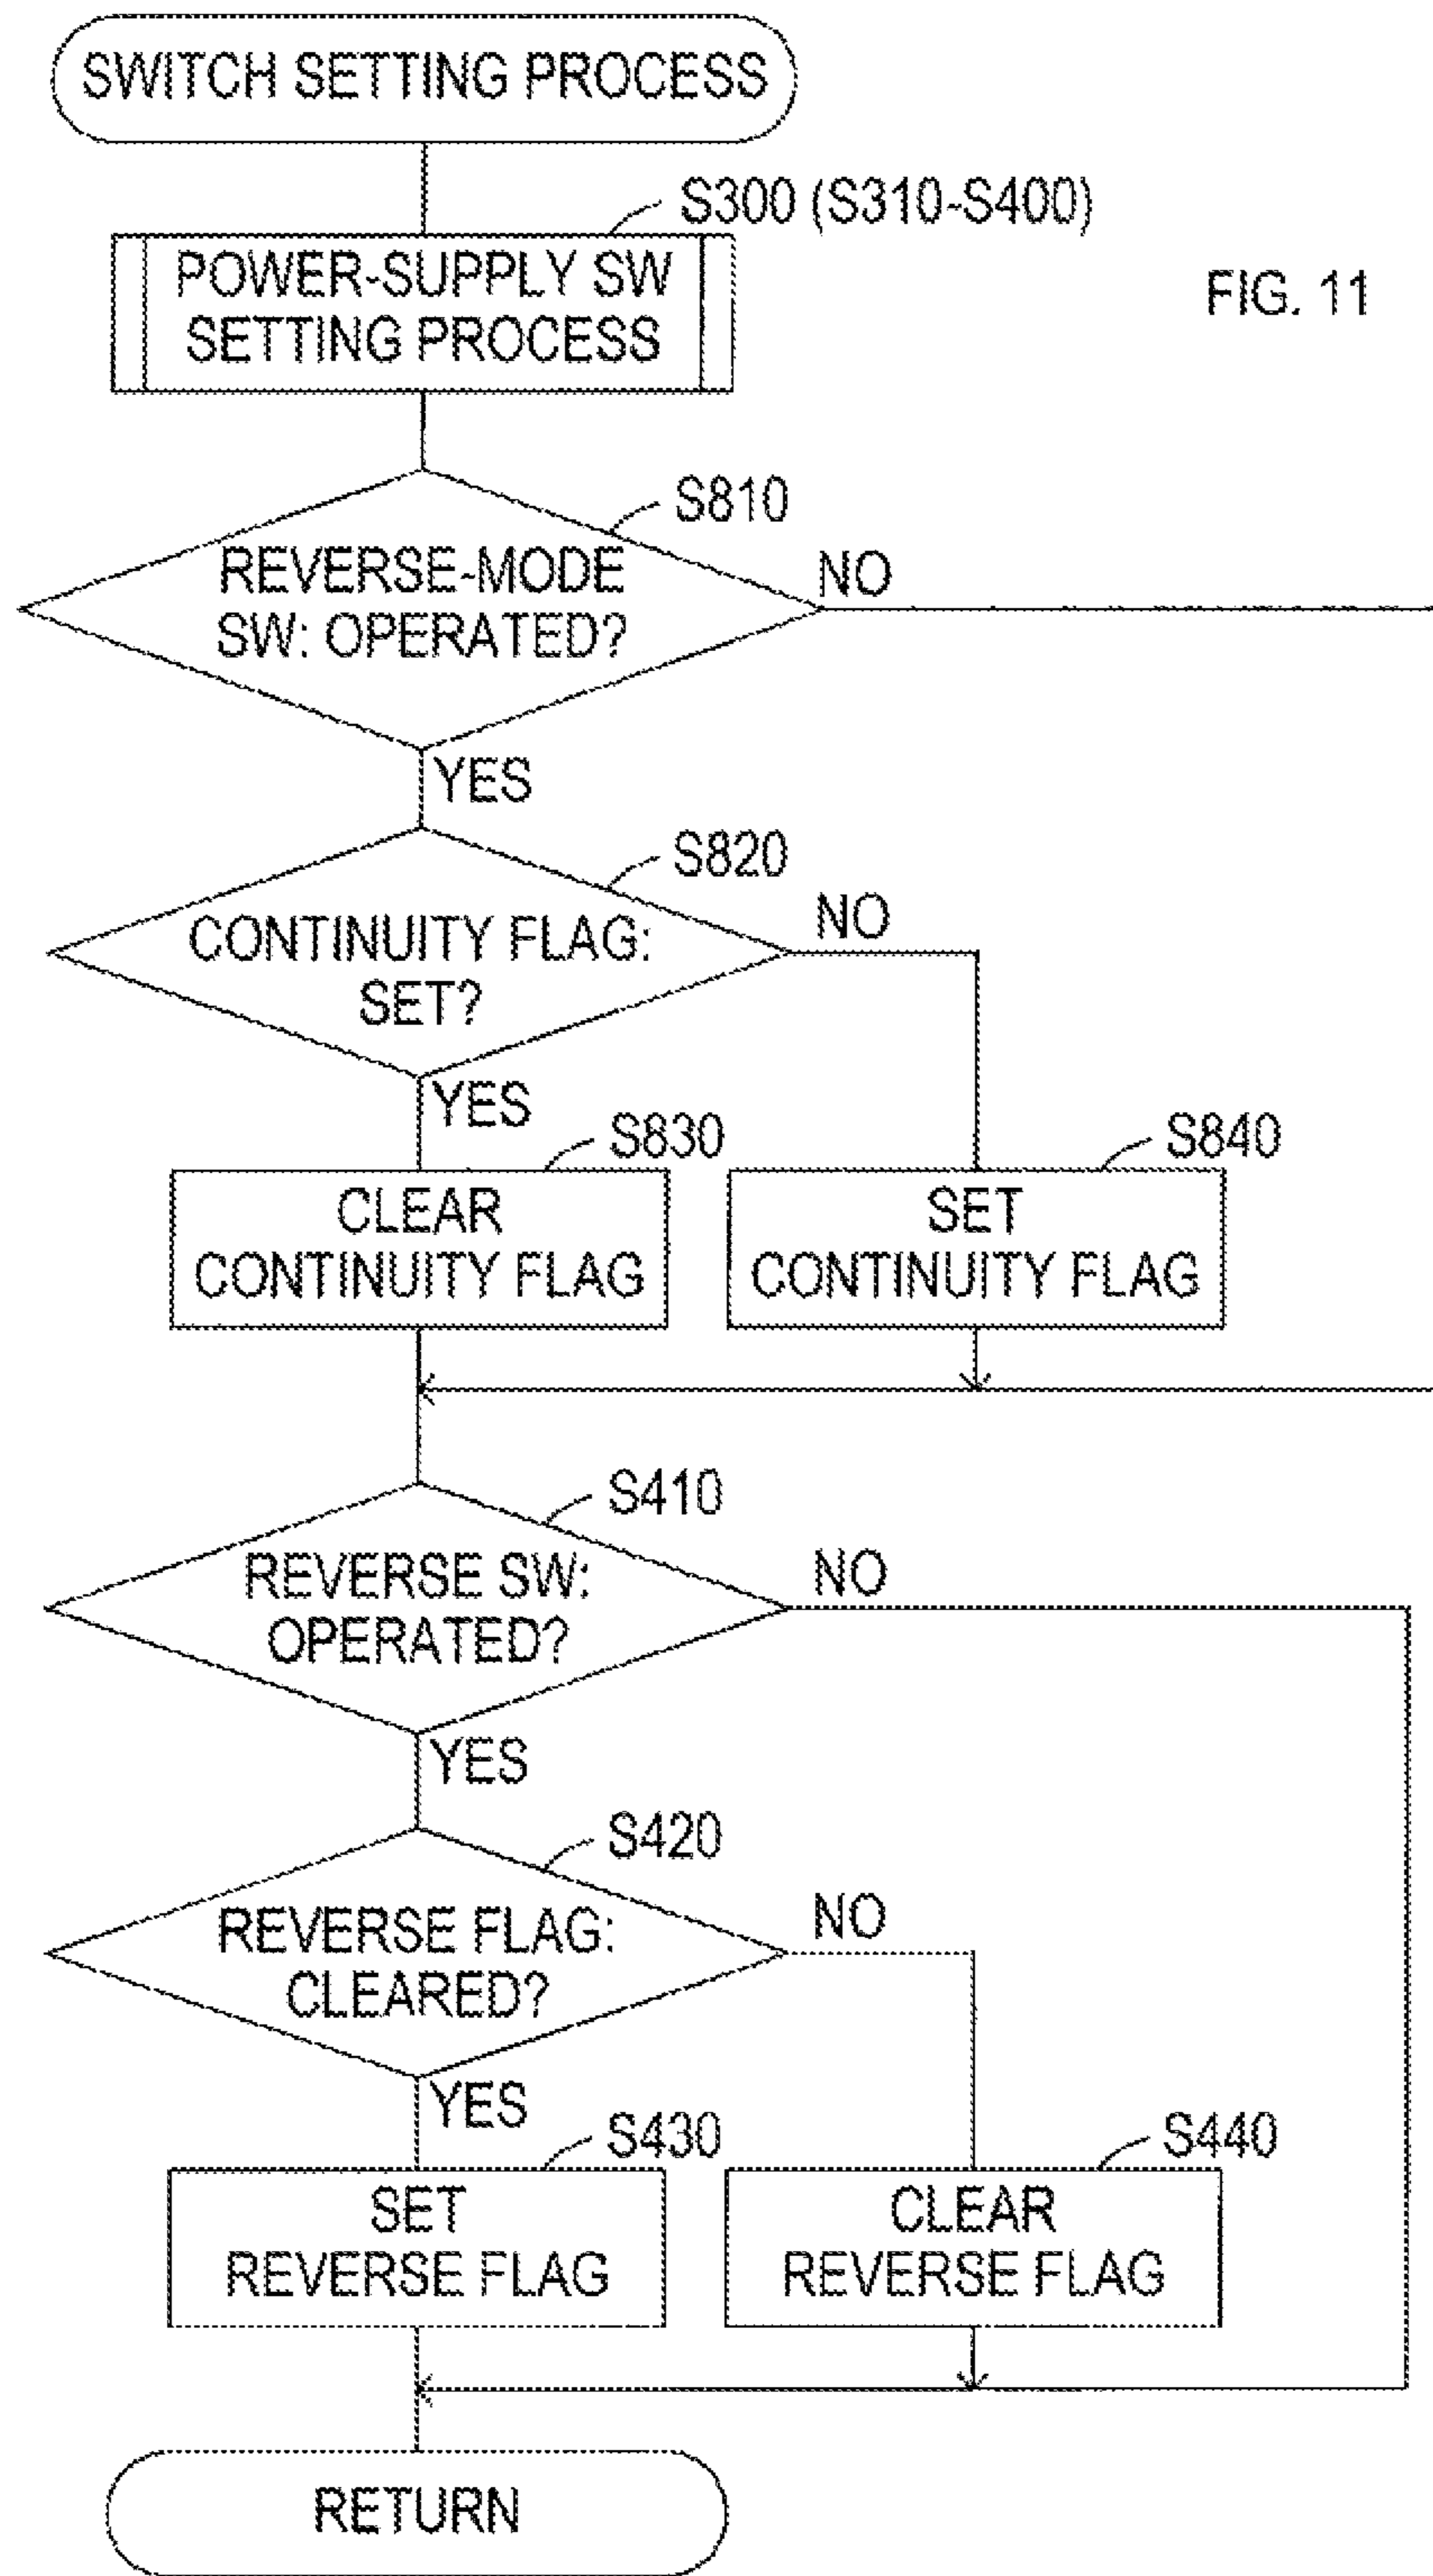 SWITCH SETTING PROCESS
S300 (S310-S400)
POWER-SUPPLY SW
SETTING PROCESS
FIG. 11
S810
REVERSE-MODE
SW: OPERATED?
NO
YES
S820
CONTINUITY FLAG:
SET?
NO
YES
S830
CLEAR
CONTINUITY FLAG
S840
SET
CONTINUITY FLAG
S410
REVERSE SW:
OPERATED?
NO
YES
S420
REVERSE FLAG:
CLEARED?
NO
YES
S430
SET
REVERSE FLAG
S440
CLEAR
REVERSE FLAG
RETURN